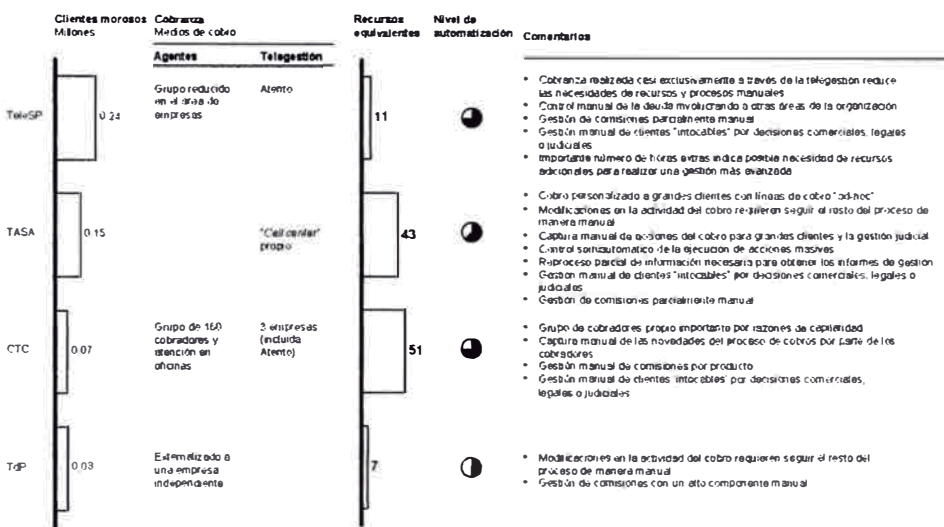 Clientes morosos
Millones
Cobranza
Medios de cobro
Agentes
Telegestión
Recursos
equivalentes
Nivel de
automatización
Comentarios
TeleSP
0.24
Grupo reducido
en el área de
empresas
Atento
11
• Cobranza realizada casi exclusivamente a través de la telegestión reduce
las necesidades de recursos y procesos manuales
• Control manual de la deuda involucrando a otras áreas de la organización
• Gestión de comisiones parcialmente manual
• Gestión manual de clientes "intocables" por decisiones comerciales, legales
o judiciales
• Importante número de horas extras indica posible necesidad de recursos
adicionales para realizar una gestión más avanzada
TASA
0.15
"Call center"
propio
43
• Cobro personalizado a grandes clientes con líneas de cobro "ad-hoc"
• Modificaciones en la actividad del cobro requieren seguir el resto del proceso de
manera manual
• Captura manual de acciones del cobro para grandes clientes y la gestión judicial
• Control semiautomático de la ejecución de acciones masivas
• Reproceso parcial de información necesaria para obtener los informes de gestión
• Gestión manual de clientes "intocables" por decisiones comerciales, legales o
judiciales
• Gestión de comisiones parcialmente manual
CTC
0.07
Grupo de 160
cobradores y
atención en
oficinas
3 empresas
(incluida
Atento)
51
• Grupo de cobradores propio importante por razones de capilaridad
• Captura manual de las novedades del proceso de cobros por parte de los
cobradores
• Gestión manual de comisiones por producto
• Gestión manual de clientes "intocables" por decisiones comerciales,
legales o judiciales
TdP
0.03
Externalizado a
una empresa
independiente
7
• Modificaciones en la actividad del cobro requieren seguir el resto del
proceso de manera manual
• Gestión de comisiones con un alto componente manual